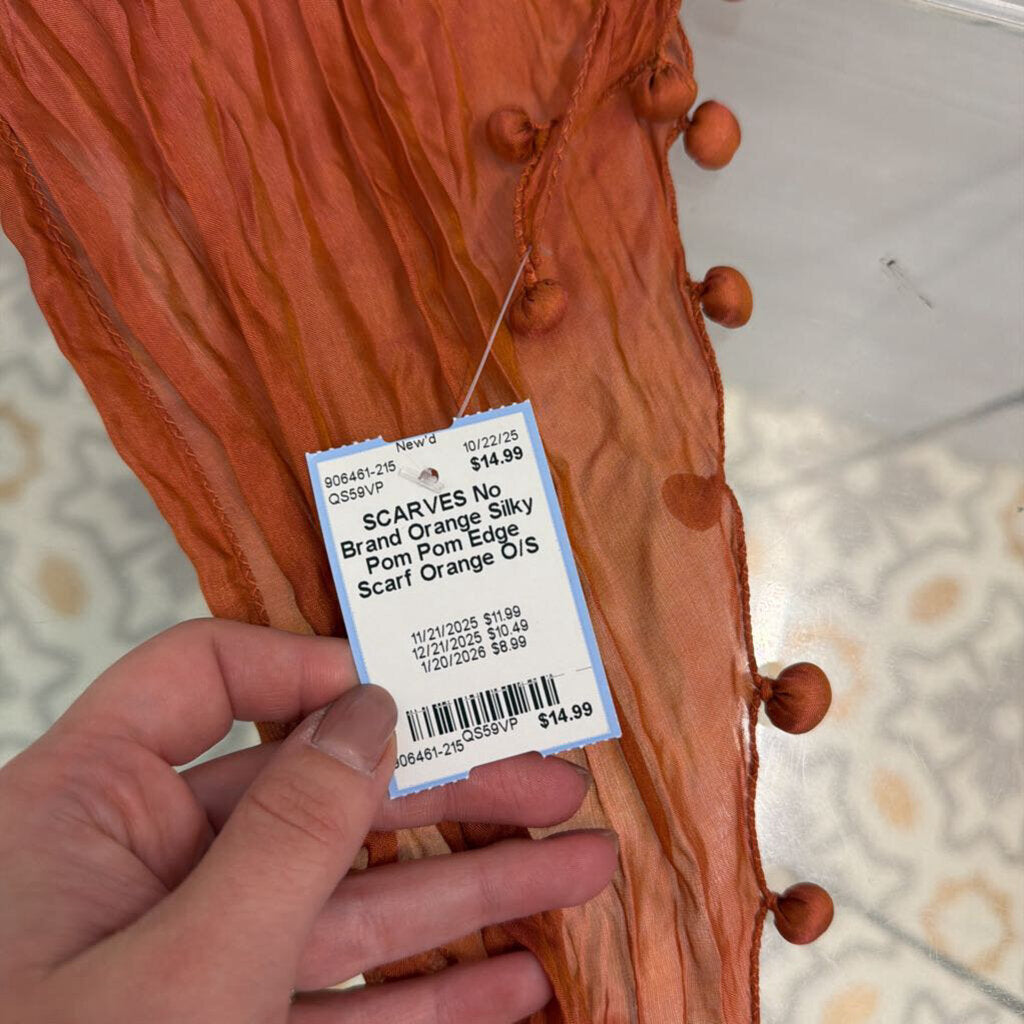 New'd
906461-215 10/22/25
QS59VP $14.99
SCARVES No
Brand Orange Silky
Pom Pom Edge
Scarf Orange O/S
11/21/2025 $11.99
12/21/2025 $10.49
1/20/2026 $8.99
906461-215 QS59VP $14.99